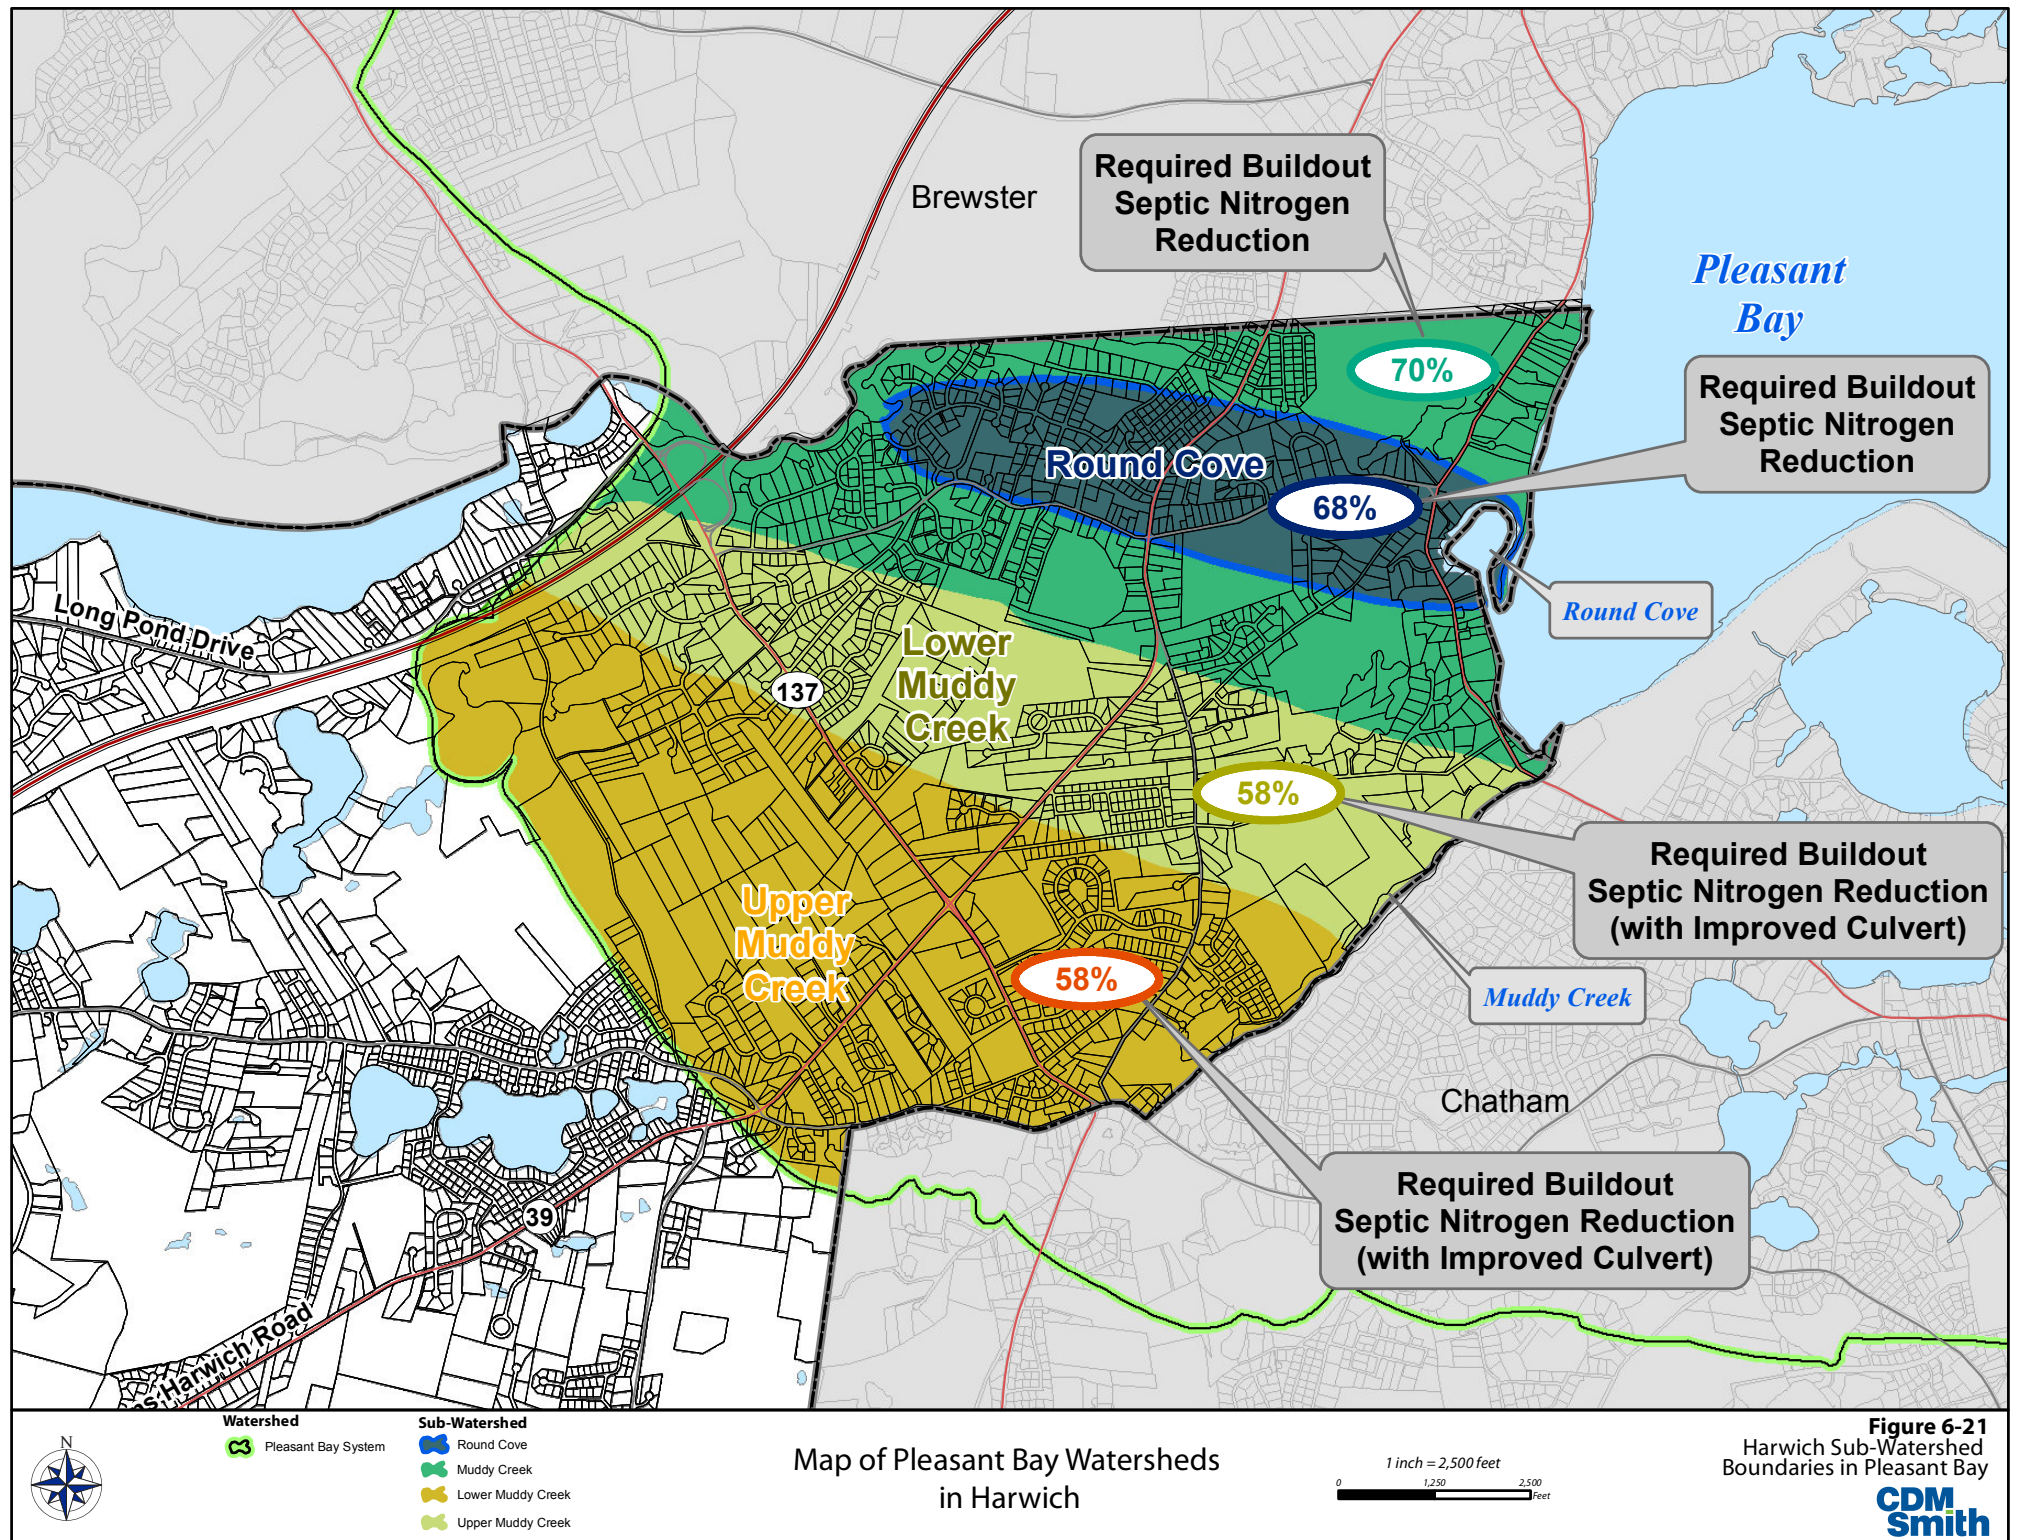 Required Buildout
Septic Nitrogen
Reduction
Brewster
Pleasant
Bay
70%
Required Buildout
Septic Nitrogen
Reduction
Round Cove
68%
Round Cove
Long Pond Drive
Lower
Muddy
Creek
137
58%
Required Buildout
Septic Nitrogen Reduction
(with Improved Culvert)
Upper
Muddy
Creek
58%
Muddy Creek
Chatham
Required Buildout
Septic Nitrogen Reduction
(with Improved Culvert)
39
Harwich Road
Watershed
Pleasant Bay System
Sub-Watershed
Round Cove
Muddy Creek
Lower Muddy Creek
Upper Muddy Creek
N
Map of Pleasant Bay Watersheds
in Harwich
1 inch = 2,500 feet
0 1,250 2,500
Feet
Figure 6-21
Harwich Sub-Watershed
Boundaries in Pleasant Bay
CDM
Smith